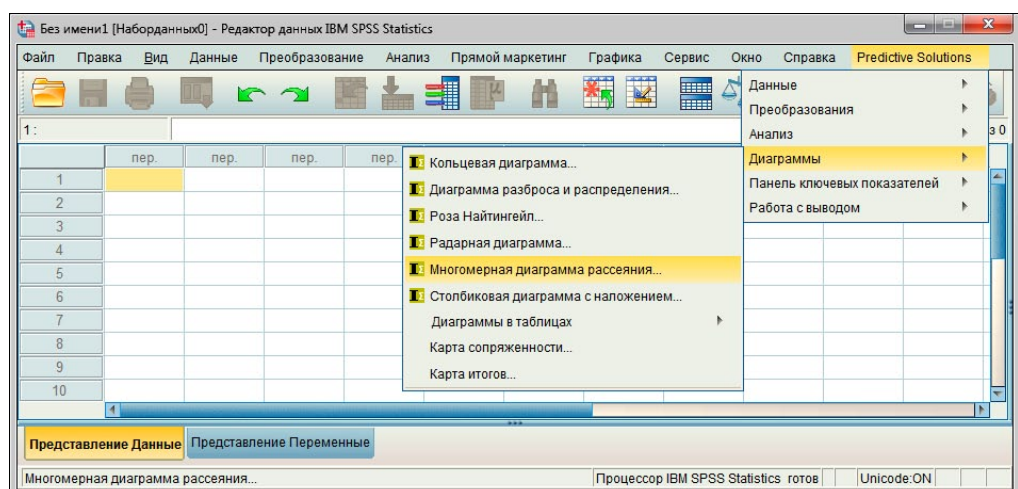 Без имени1 [Наборданных0] - Редактор данных IBM SPSS Statistics
Файл Правка Вид Данные Преобразование Анализ Прямой маркетинг Графика Сервис Окно Справка Predictive Solutions
Данные
Преобразования
1 :
з 0
Анализ
Диаграммы
Панель ключевых показателей
Работа с выводом
пер. пер. пер. пер.
Кольцевая диаграмма...
Диаграмма разброса и распределения...
Роза Найтингейл...
Радарная диаграмма...
Многомерная диаграмма рассеяния...
Столбиковая диаграмма с наложением...
Диаграммы в таблицах
Карта сопряженности...
Карта итогов...
1
2
3
4
5
6
7
8
9
10
Представление Данные Представление Переменные
Многомерная диаграмма рассеяния...
Процессор IBM SPSS Statistics готов
Unicode:ON